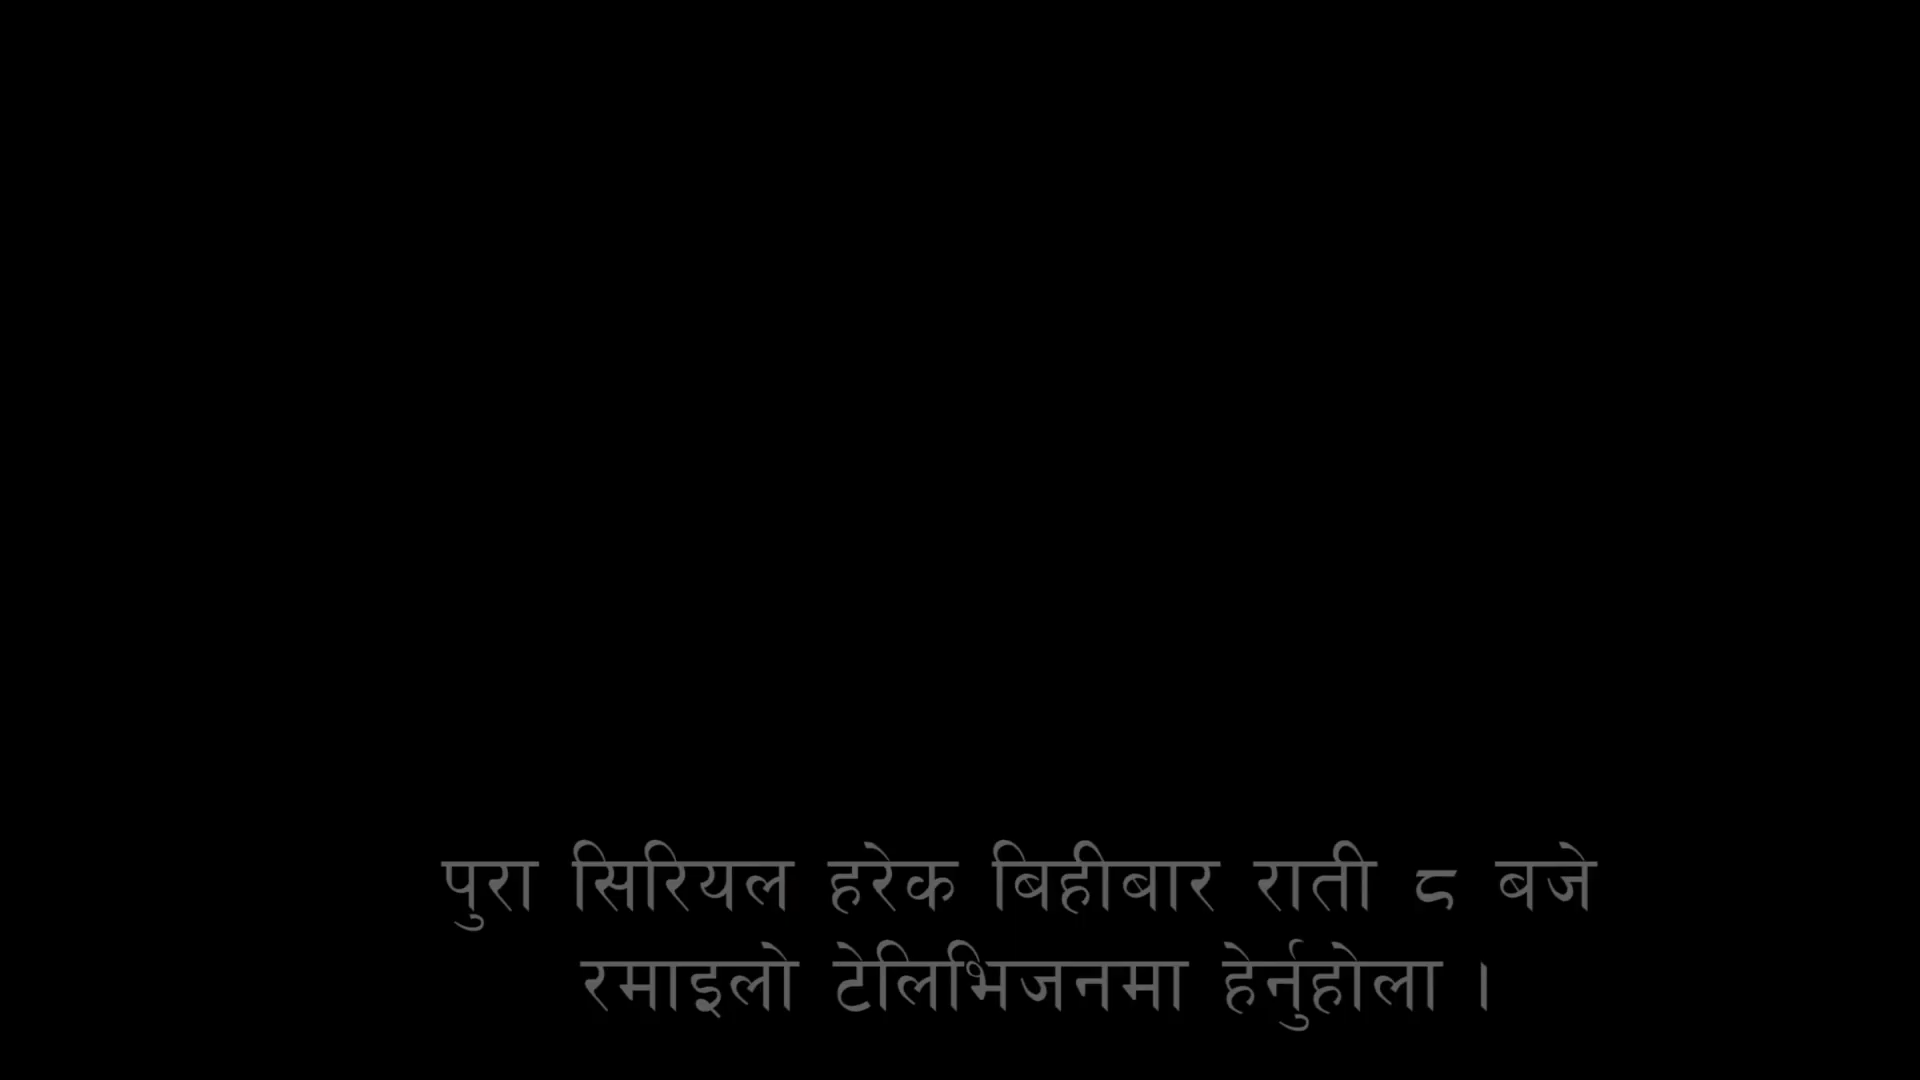 पुरा सिरियल हरेक बिहीबार राती ८ बजे
रमाइलो टेलिभिजनमा हेर्नुहोला ।